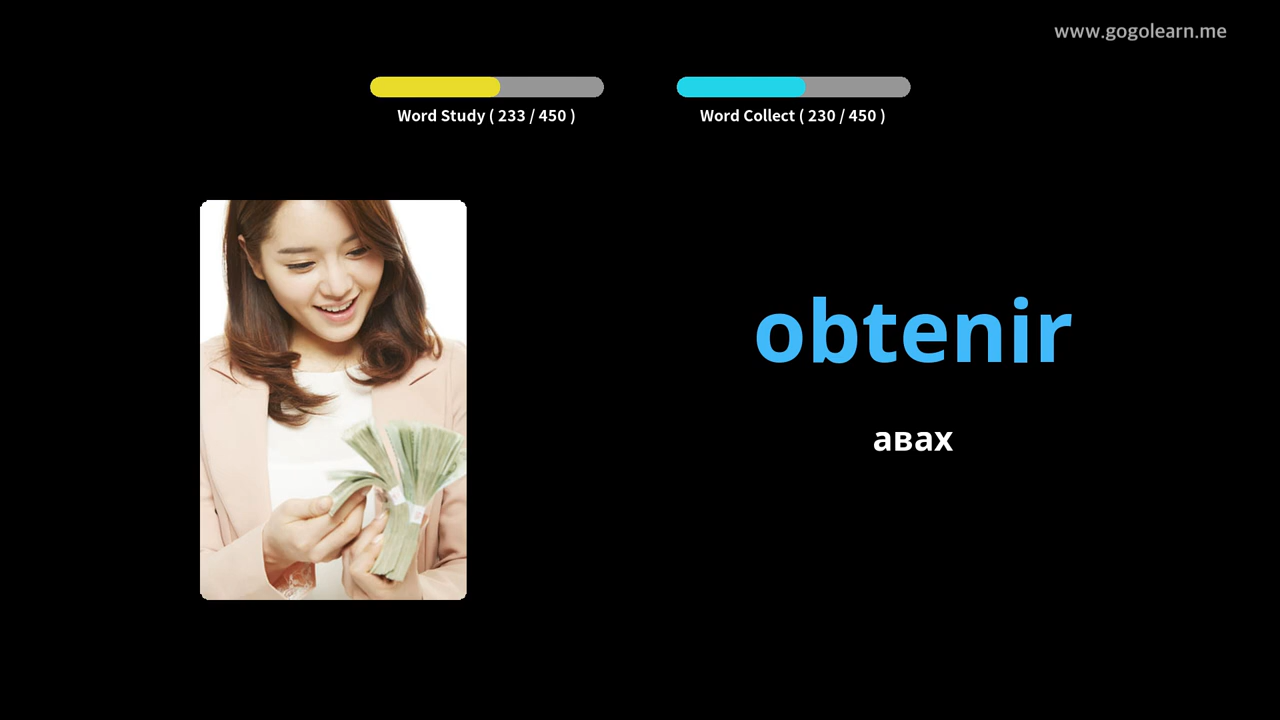 www.gogolearn.me
Word Study ( 233 / 450 )
Word Collect ( 230 / 450 )
obtenir
авах